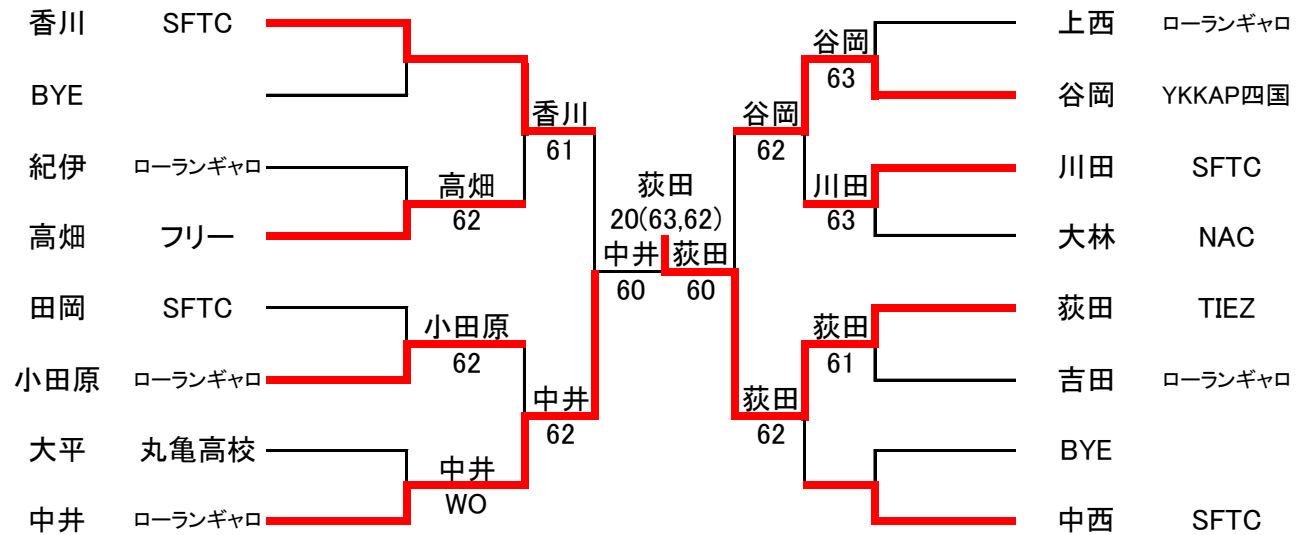 香川 SFTC
BYE
紀伊 ローランギャロ
高畑 フリー
田岡 SFTC
小田原 ローランギャロ
大平 丸亀高校
中井 ローランギャロ
高畑
62
小田原
62
中井
WO
香川
61
中井
62
中井
60
荻田
20(63,62)
荻田
60
谷岡
62
荻田
62
谷岡
63
川田
63
荻田
61
上西 ローランギャロ
谷岡 YKKAP四国
川田 SFTC
大林 NAC
荻田 TIEZ
吉田 ローランギャロ
BYE
中西 SFTC